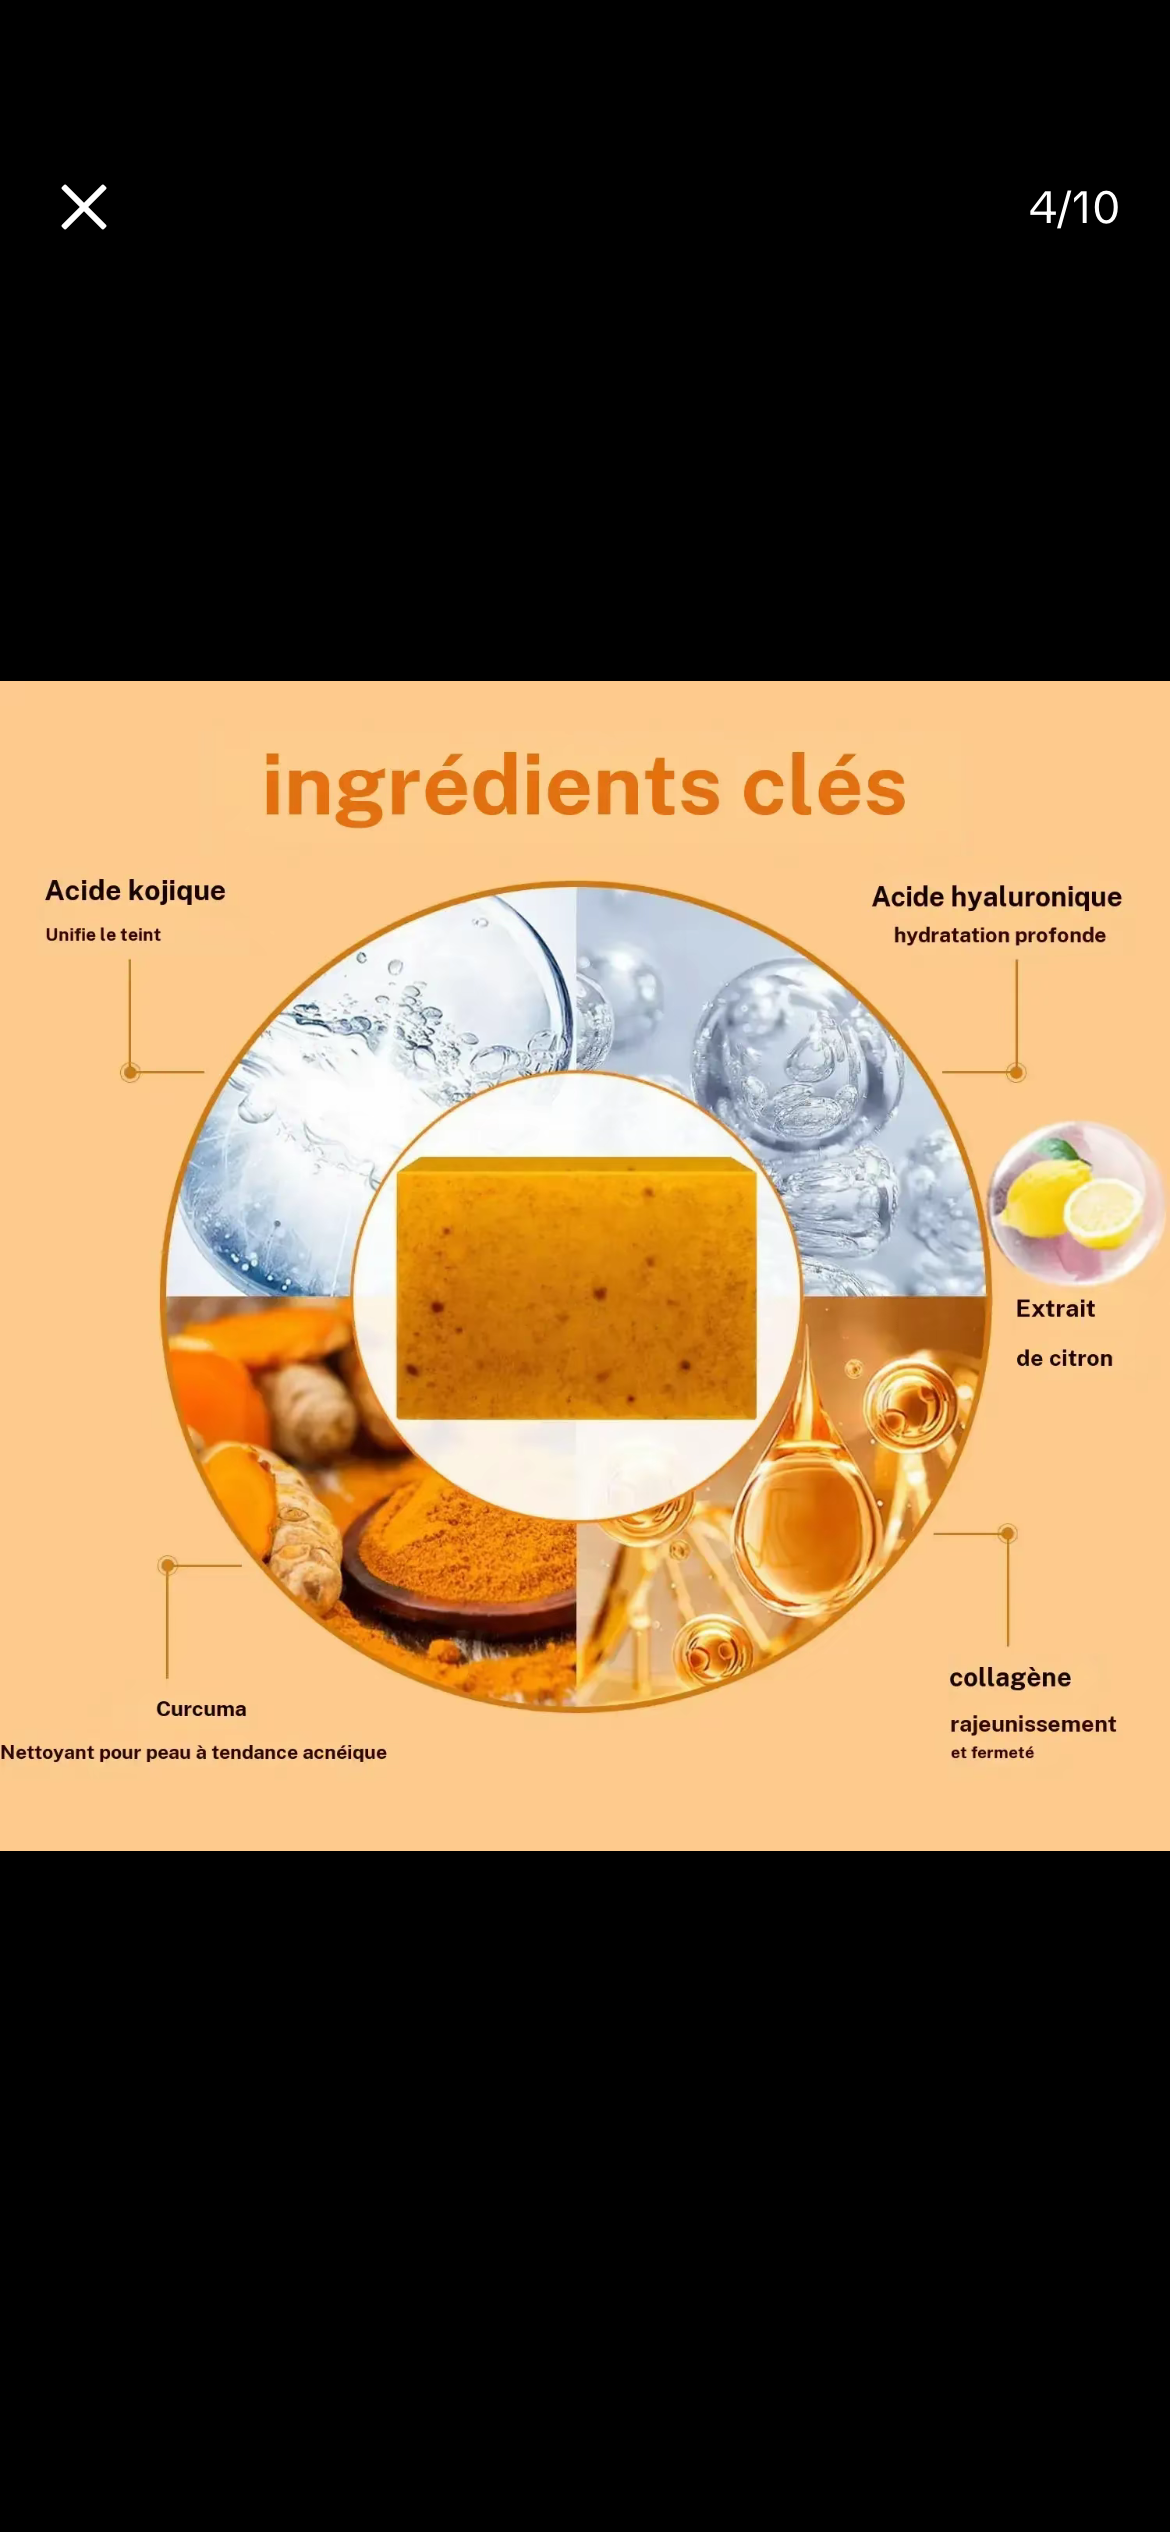 4/10
ingrédients clés
Acide kojique
Unifie le teint
Acide hyaluronique
hydratation profonde
Extrait
de citron
Curcuma
Nettoyant pour peau à tendance acnéique
collagène
rajeunissement
et fermeté